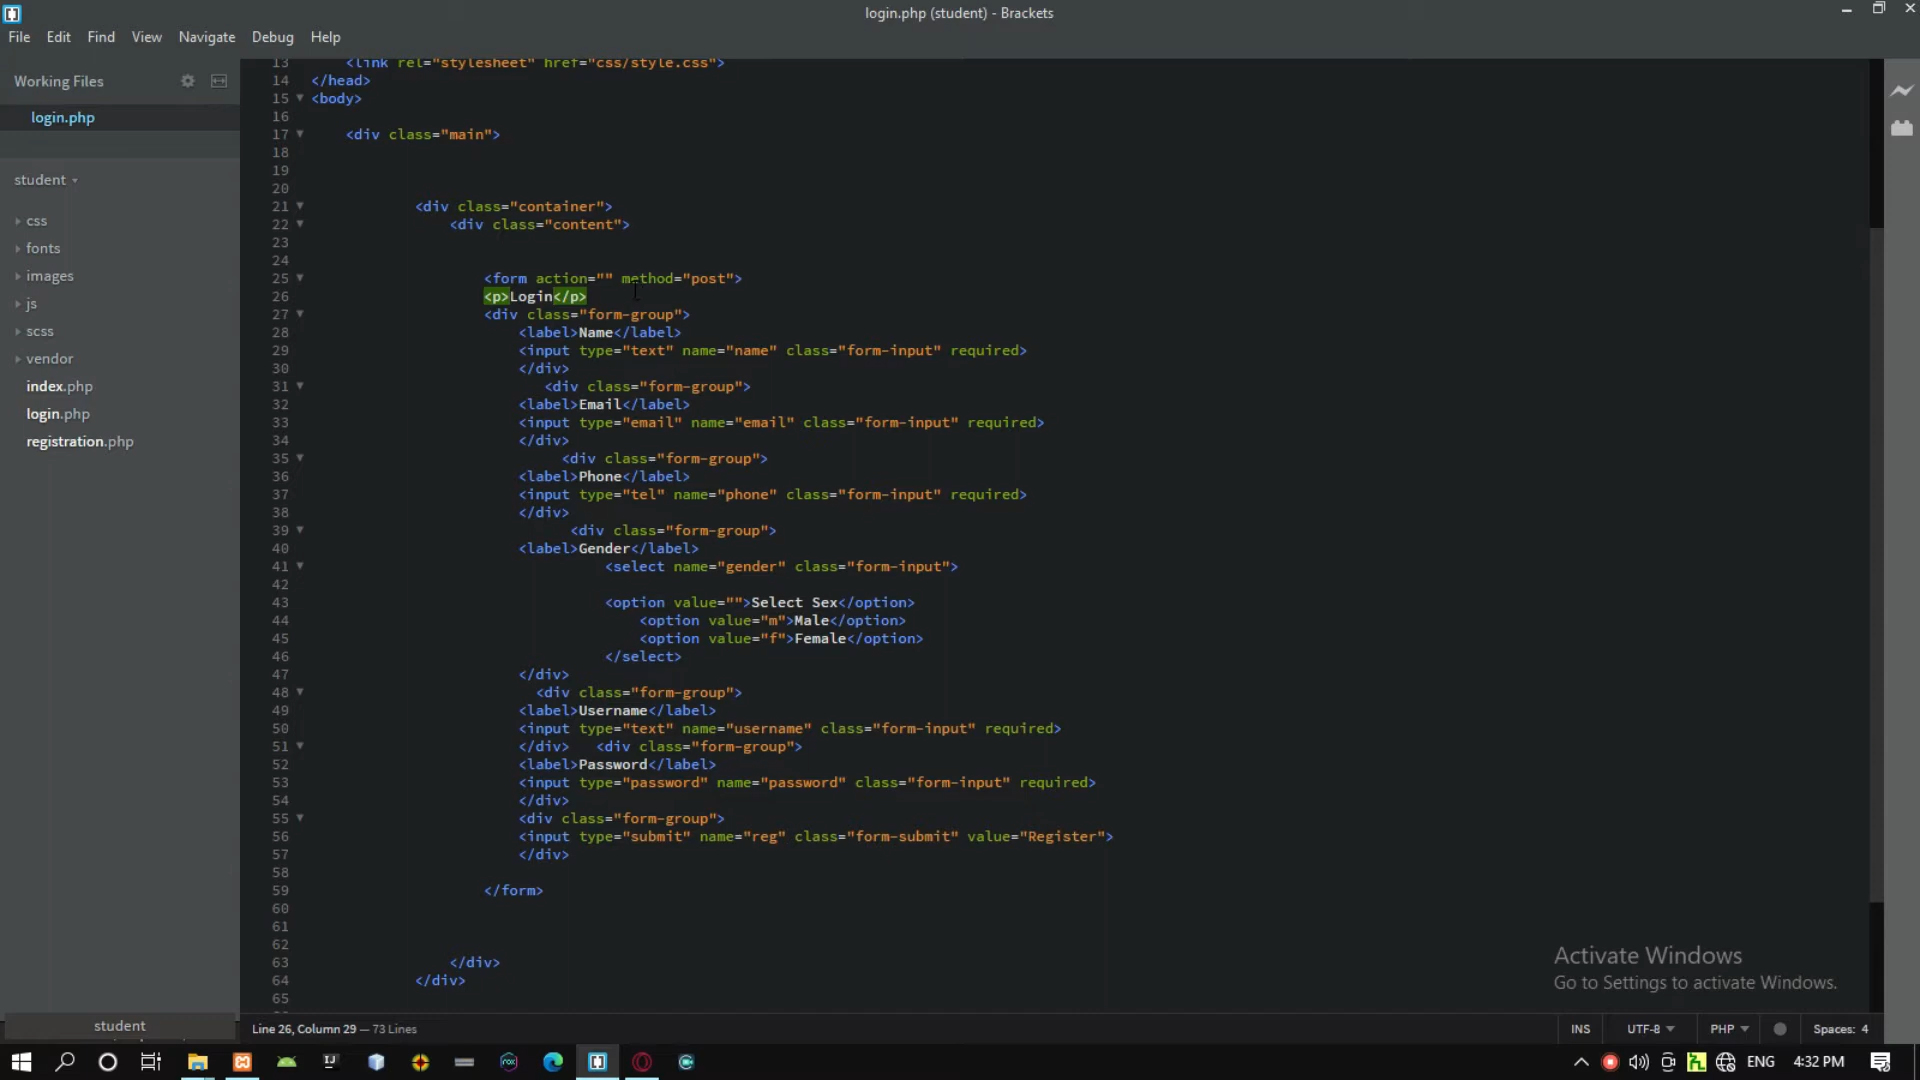 login.php (student) - Brackets
File Edit Find View Navigate Debug Help
Working Files
login.php
student
css
fonts
images
js
scss
vendor
index.php
login.php
registration.php
student
13 <link rel="stylesheet" href="css/style.css">
14 </head>
15 <body>
16
17 <div class="main">
18
19
20
21 <div class="container">
22 <div class="content">
23
24
25 <form action="" method="post">
26 <p>Login</p>
27 <div class="form-group">
28 <label>Name</label>
29 <input type="text" name="name" class="form-input" required>
30 </div>
31 <div class="form-group">
32 <label>Email</label>
33 <input type="email" name="email" class="form-input" required>
34 </div>
35 <div class="form-group">
36 <label>Phone</label>
37 <input type="tel" name="phone" class="form-input" required>
38 </div>
39 <div class="form-group">
40 <label>Gender</label>
41 <select name="gender" class="form-input">
42
43 <option value="">Select Sex</option>
44 <option value="m">Male</option>
45 <option value="f">Female</option>
46 </select>
47 </div>
48 <div class="form-group">
49 <label>Username</label>
50 <input type="text" name="username" class="form-input" required>
51 </div> <div class="form-group">
52 <label>Password</label>
53 <input type="password" name="password" class="form-input" required>
54 </div>
55 <div class="form-group">
56 <input type="submit" name="reg" class="form-submit" value="Register">
57 </div>
58
59 </form>
60
61
62
63 </div>
64 </div>
65
Activate Windows
Go to Settings to activate Windows.
Line 26, Column 29 — 73 Lines
INS UTF-8 PHP Spaces: 4
ENG 4:32 PM